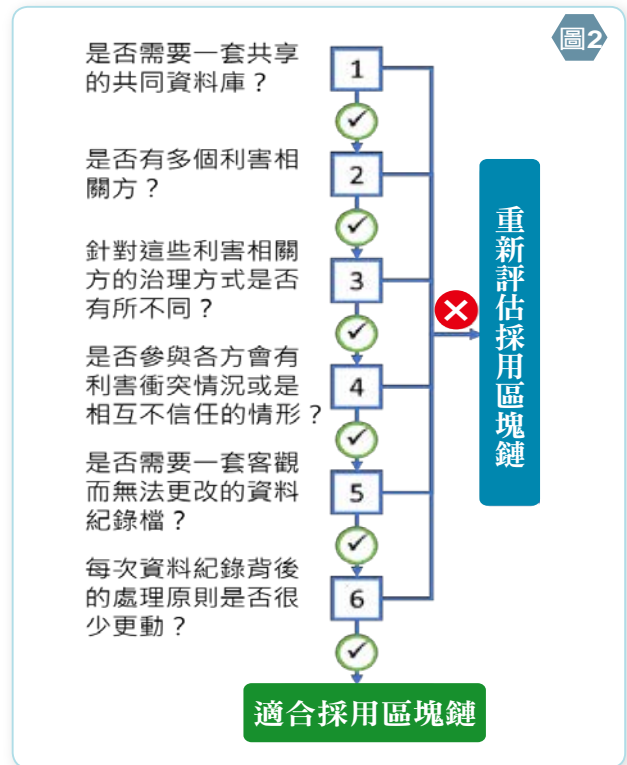 圖2
是否需要一套共享
的共同資料庫？
1
是否有多個利害相
關方？
2
針對這些利害相關
方的治理方式是否
有所不同？
3
是否參與各方會有
利害衝突情況或是
相互不信任的情形？
4
是否需要一套客觀
而無法更改的資料
紀錄檔？
5
每次資料紀錄背後
的處理原則是否很
少更動？
6
重新評估採用區塊鏈
適合採用區塊鏈